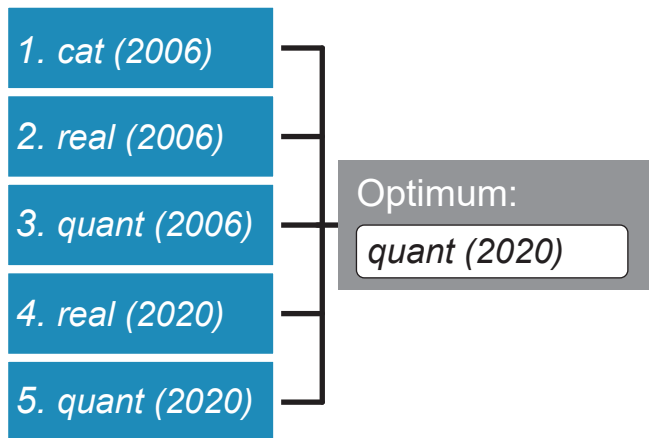 1. cat (2006)
2. real (2006)
3. quant (2006)
4. real (2020)
5. quant (2020)
Optimum:
quant (2020)